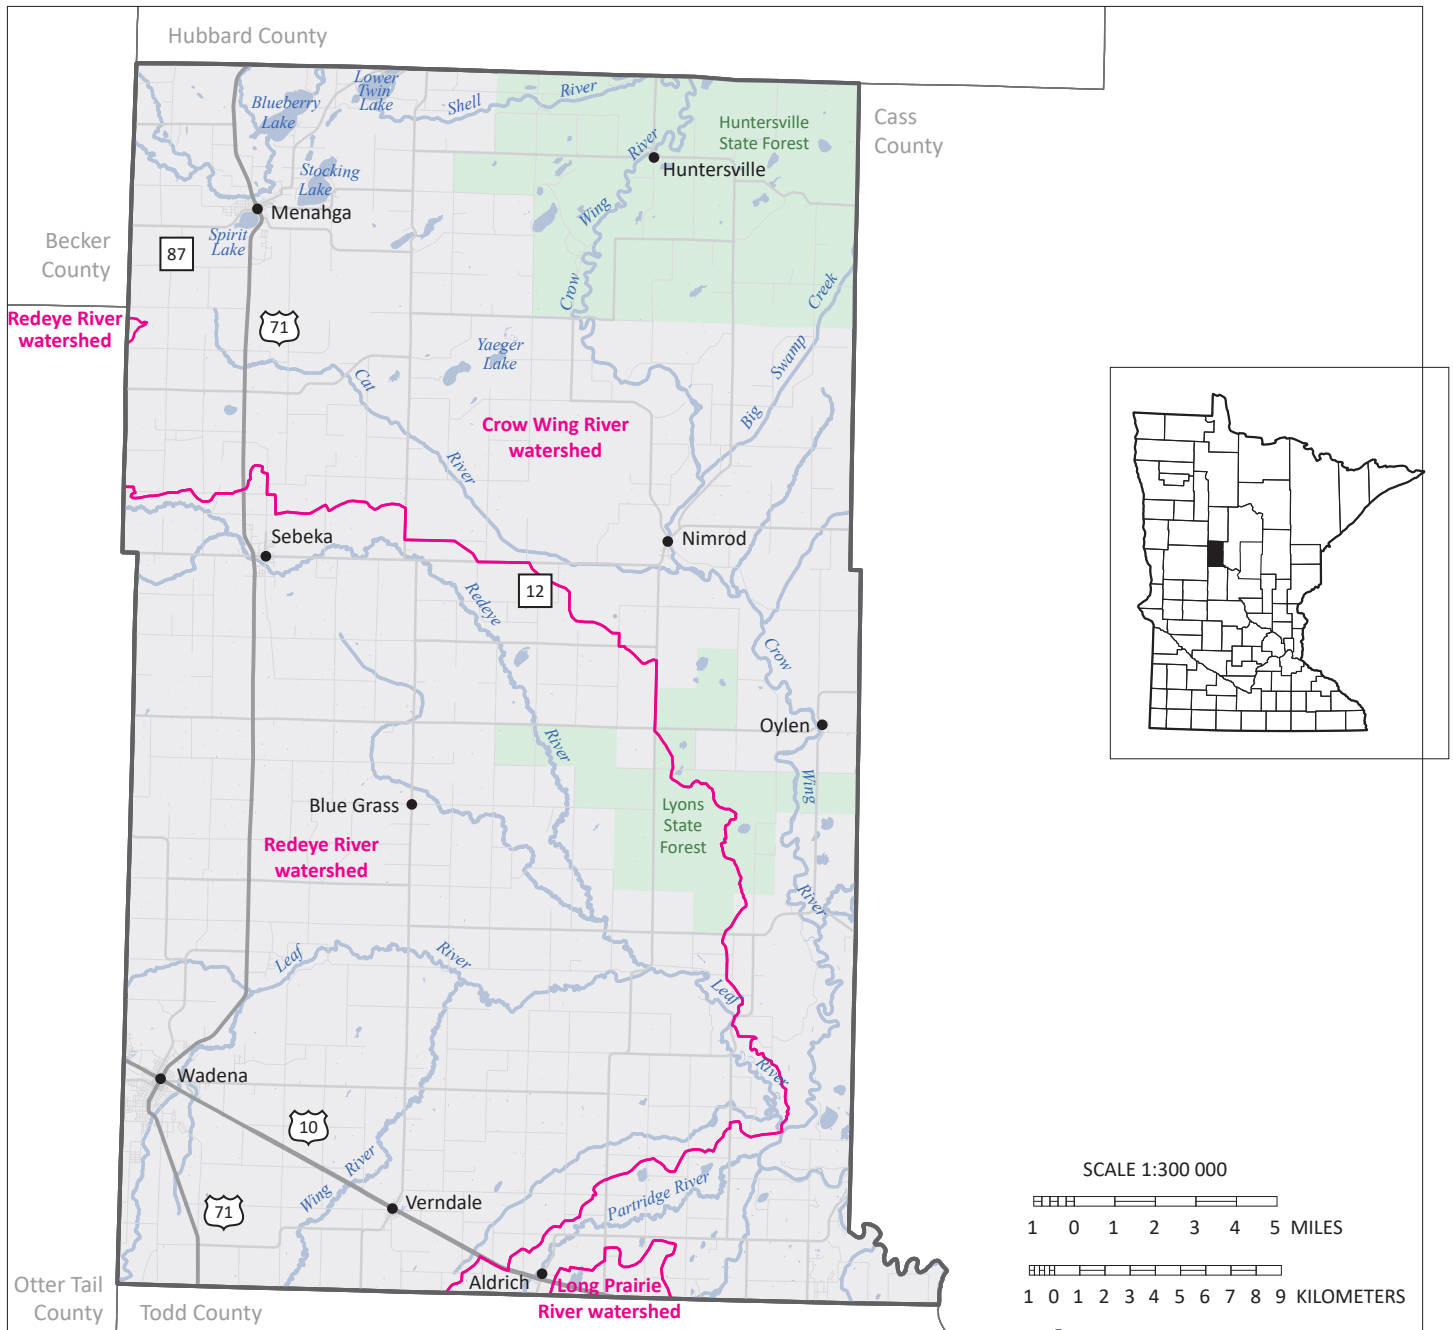 Hubbard County
Lower
Twin
Lake
Blueberry
Lake
Shell
River
Huntersville
State Forest
Cass
County
River
Huntersville
Stocking
Lake
Menahga
Wing
Spirit
Lake
Becker
County
87
Crow
Creek
Redeye River
watershed
71
Yaeger
Lake
Swamp
Cat
Big
Crow Wing River
watershed
River
Sebeka
Nimrod
12
Redeye
Crow
Oylen
River
Wing
Blue Grass
Lyons
State
Forest
Redeye River
watershed
River
Leaf
River
Leaf
River
Wadena
10
River
Wing
Partridge River
Verndale
71
SCALE 1:300 000
1 0 1 2 3 4 5 MILES
Aldrich
Long Prairie
River watershed
Otter Tail
County
Todd County
1 0 1 2 3 4 5 6 7 8 9 KILOMETERS